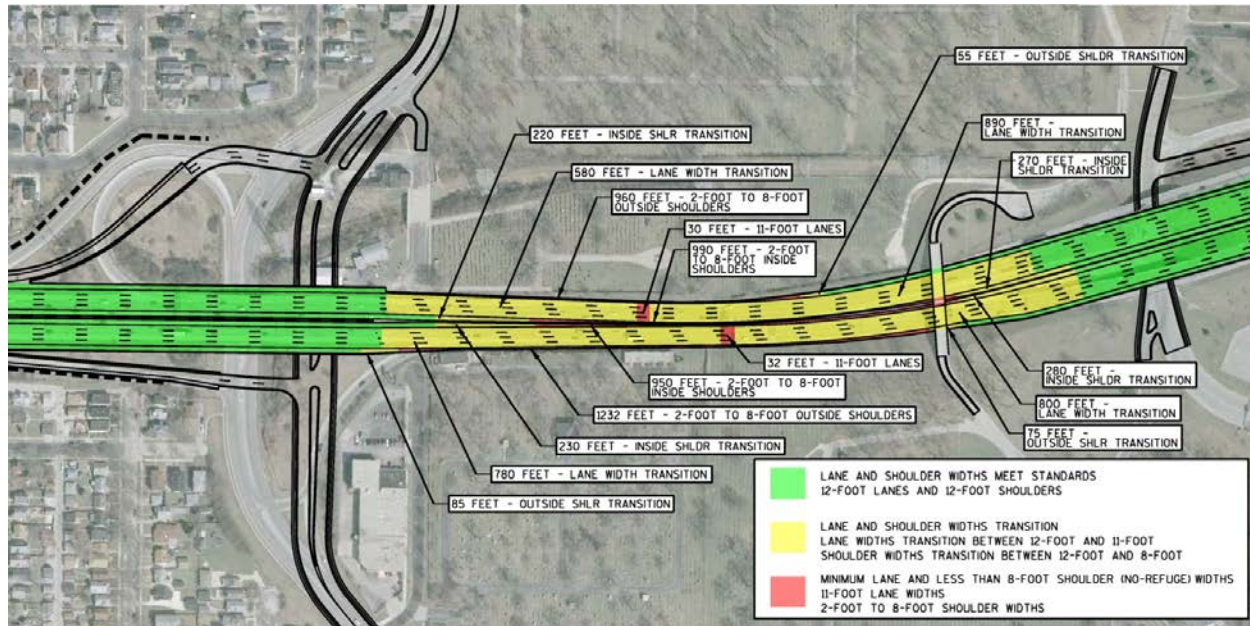 55 FEET - OUTSIDE SHLDR TRANSITION
890 FEET -
LANE WIDTH TRANSITION
220 FEET - INSIDE SHLR TRANSITION
270 FEET - INSIDE
SHLDR TRANSITION
580 FEET - LANE WIDTH TRANSITION
960 FEET - 2-FOOT TO 8-FOOT
OUTSIDE SHOULDERS
30 FEET - 11-FOOT LANES
990 FEET - 2-FOOT
TO 8-FOOT INSIDE
SHOULDERS
32 FEET - 11-FOOT LANES
280 FEET -
INSIDE SHLDR TRANSITION
950 FEET - 2-FOOT TO 8-FOOT
INSIDE SHOULDERS
800 FEET -
LANE WIDTH TRANSITION
1232 FEET - 2-FOOT TO 8-FOOT OUTSIDE SHOULDERS
75 FEET -
OUTSIDE SHLR TRANSITION
230 FEET - INSIDE SHLDR TRANSITION
780 FEET - LANE WIDTH TRANSITION
85 FEET - OUTSIDE SHLR TRANSITION
LANE AND SHOULDER WIDTHS MEET STANDARDS
12-FOOT LANES AND 12-FOOT SHOULDERS
LANE AND SHOULDER WIDTHS TRANSITION
LANE WIDTHS TRANSITION BETWEEN 12-FOOT AND 11-FOOT
SHOULDER WIDTHS TRANSITION BETWEEN 12-FOOT AND 8-FOOT
MINIMUM LANE AND LESS THAN 8-FOOT SHOULDER (NO-REFUGE) WIDTHS
11-FOOT LANE WIDTHS
2-FOOT TO 8-FOOT SHOULDER WIDTHS